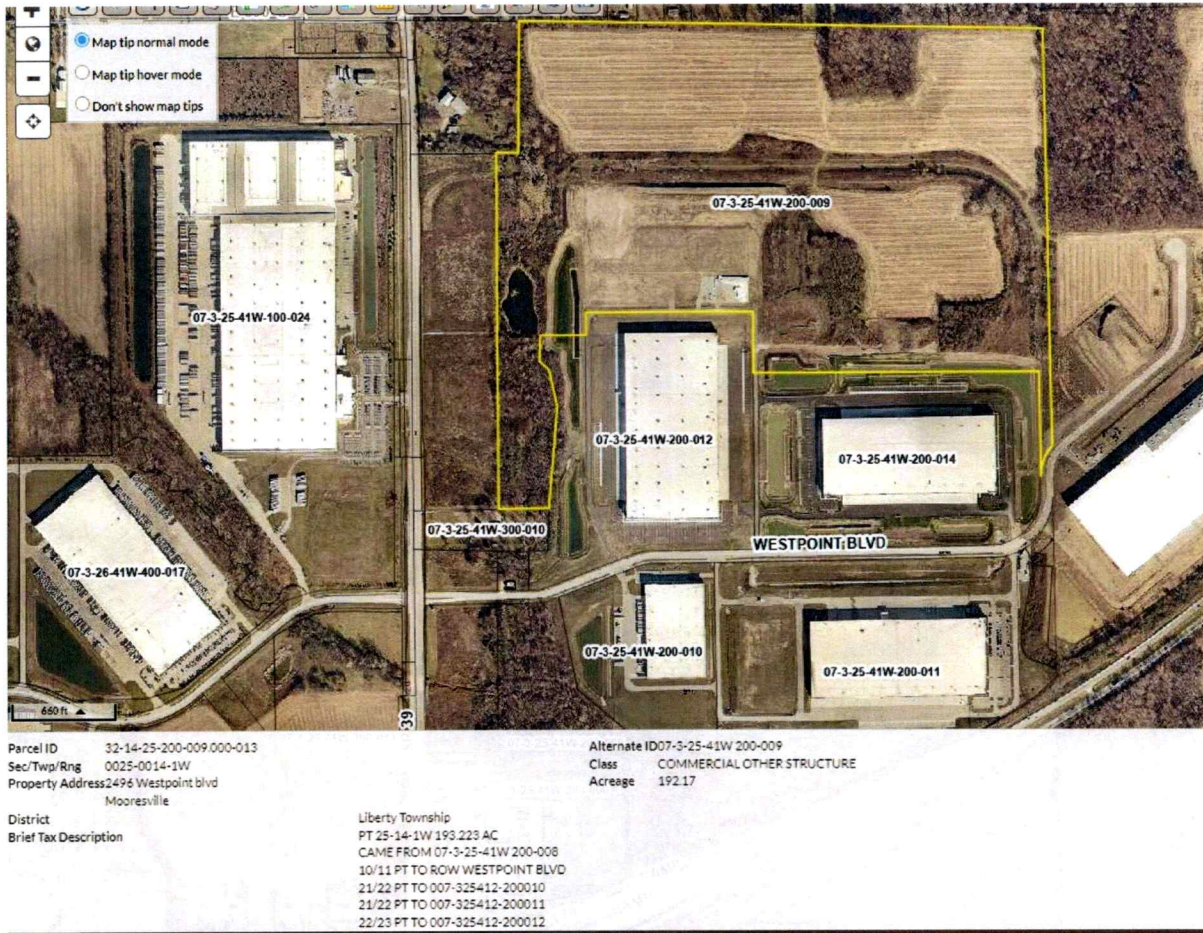 Map tip normal mode
Map tip hover mode
Don't show map tips
07-3-25-41W-200-009
07-3-25-41W-100-024
07-3-25-41W-200-012
07-3-25-41W-200-014
07-3-25-41W-300-010
WESTPOINT BLVD
07-3-26-41W-400-017
07-3-25-41W-200-010
07-3-25-41W-200-011
660 ft
39
Parcel ID 32-14-25-200-009.000-013
Sec/Twp/Rng 0025-0014-1W
Property Address 2496 Westpoint blvd
Mooresville
District Liberty Township
Brief Tax Description PT 25-14-1W 193.223 AC
CAME FROM 07-3-25-41W 200-008
10/11 PT TO ROW WESTPOINT BLVD
21/22 PT TO 007-325412-200010
21/22 PT TO 007-325412-200011
22/23 PT TO 007-325412-200012
Alternate ID 07-3-25-41W 200-009
Class COMMERCIAL OTHER STRUCTURE
Acreage 192.17